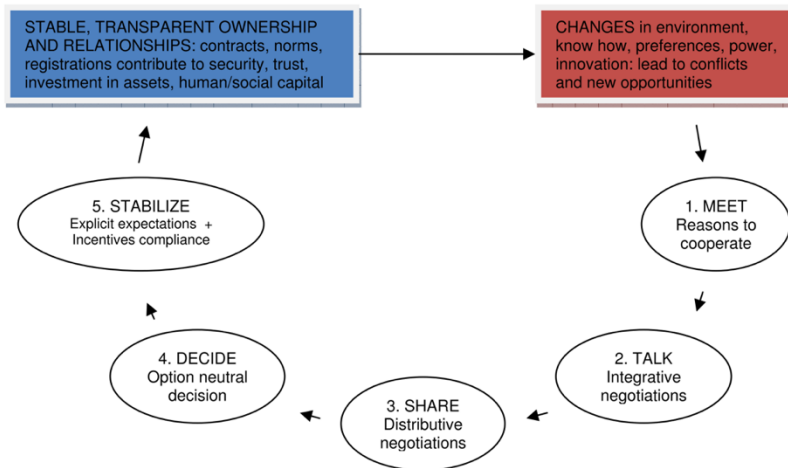 STABLE, TRANSPARENT OWNERSHIP
AND RELATIONSHIPS: contracts, norms,
registrations contribute to security, trust,
investment in assets, human/social capital
CHANGES in environment,
know how, preferences, power,
innovation: lead to conflicts
and new opportunities
1. MEET
Reasons to
cooperate
2. TALK
Integrative
negotiations
3. SHARE
Distributive
negotiations
4. DECIDE
Option neutral
decision
5. STABILIZE
Explicit expectations +
Incentives compliance